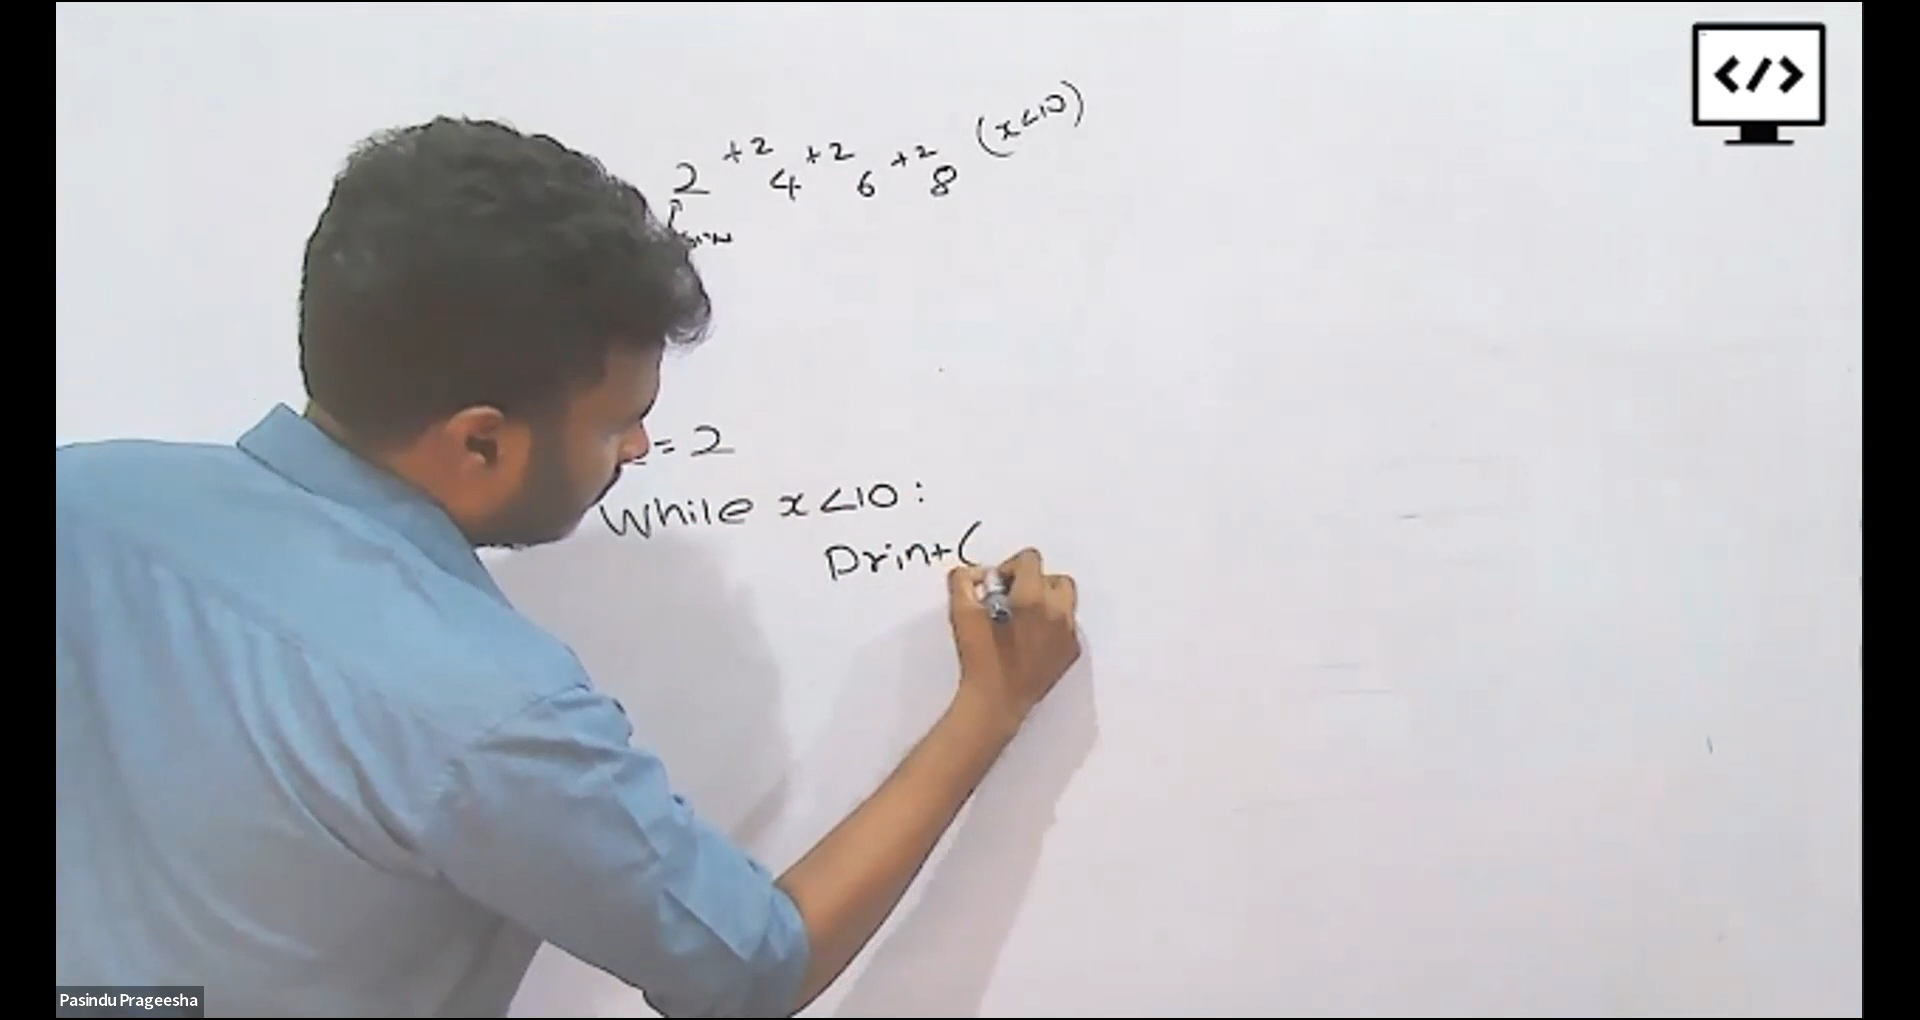 +2 +2 +2 (x<10)
2 4 6 8
= 2
While x<10:
Print(
</>
Pasindu Prageesha